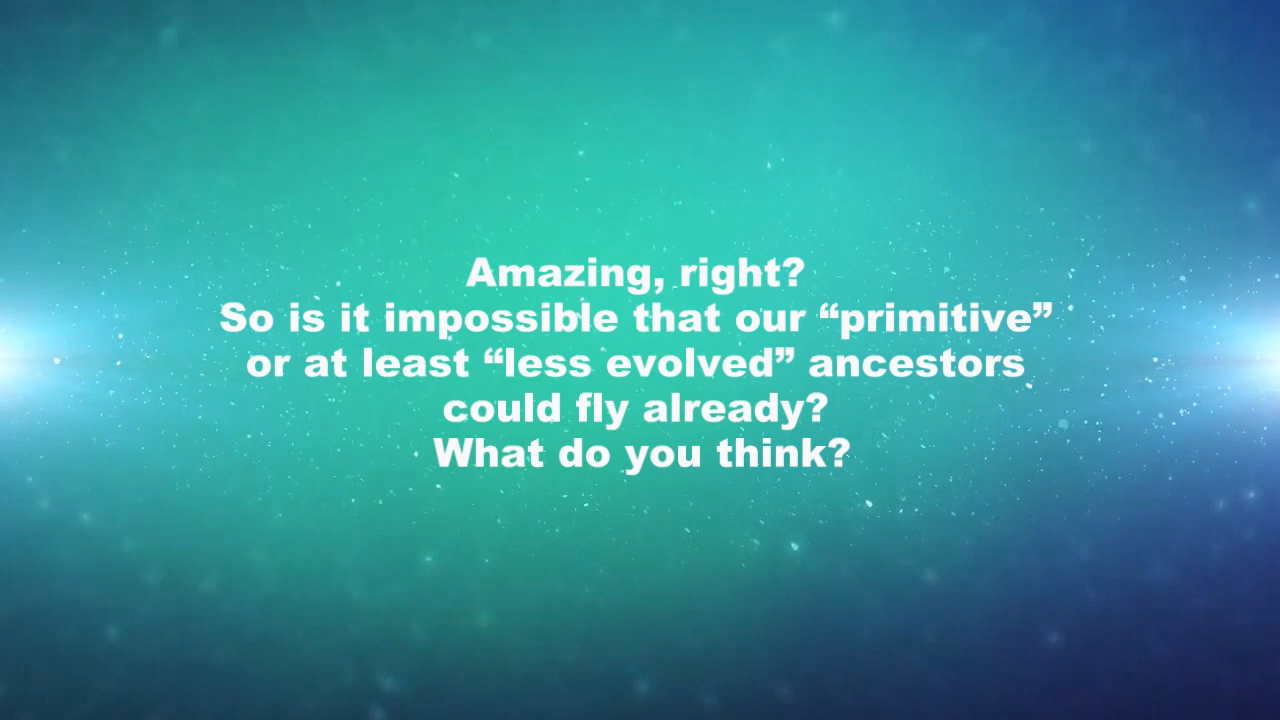 Amazing, right?
So is it impossible that our “primitive”
or at least “less evolved” ancestors
could fly already?
What do you think?